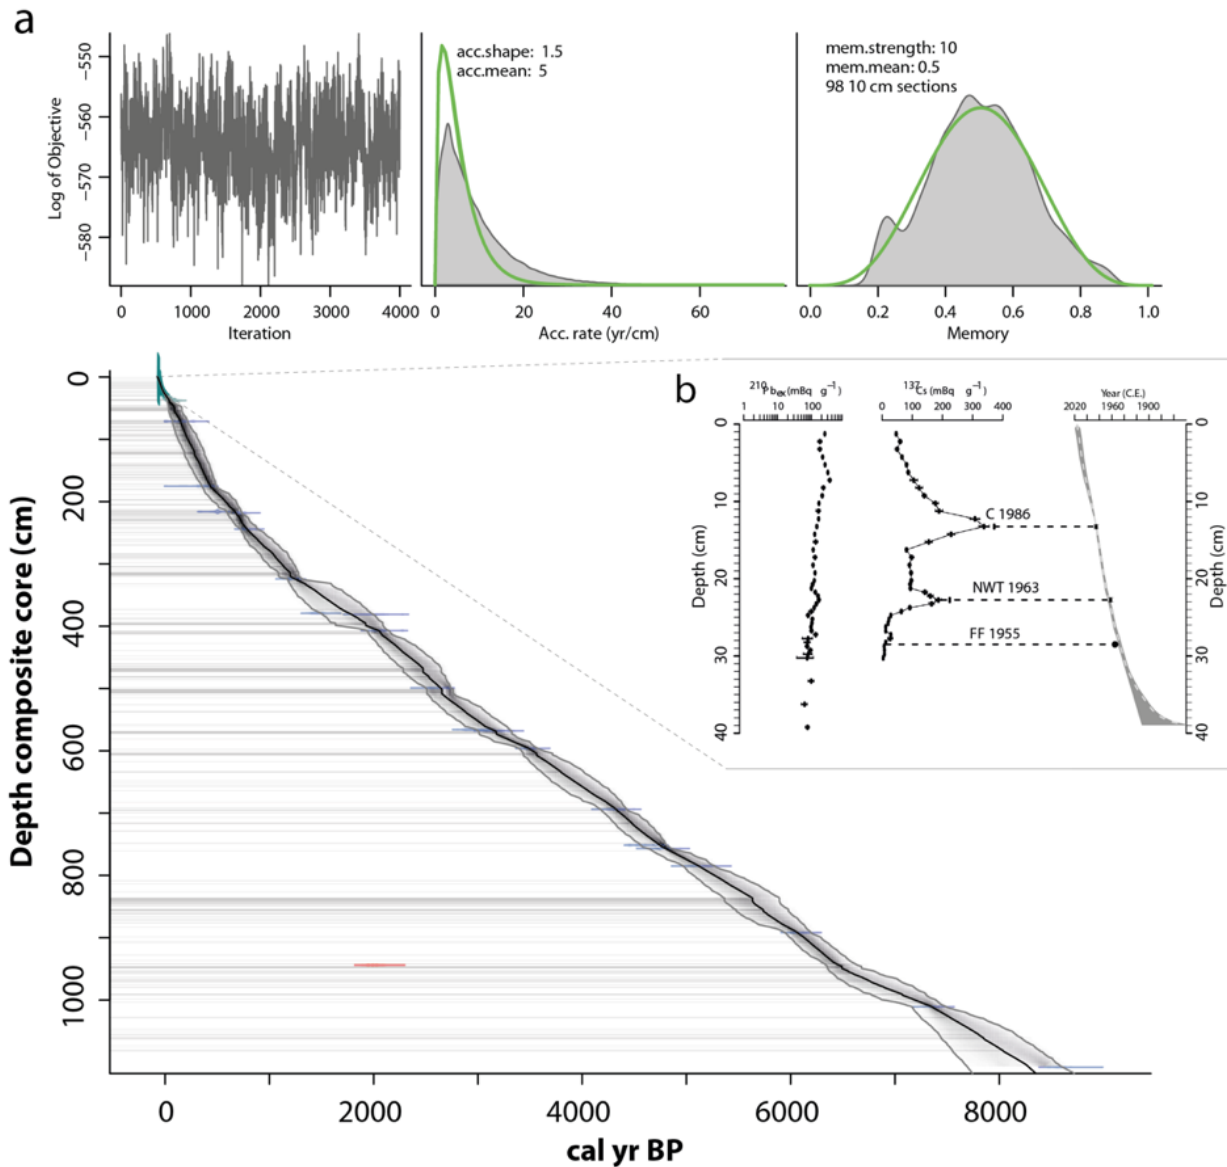 a
Log of Objective
−550
−560
−570
−580
0 1000 2000 3000 4000
Iteration
acc.shape: 1.5
acc.mean: 5
0 20 40 60
Acc. rate (yr/cm)
mem.strength: 10
mem.mean: 0.5
98 10 cm sections
0.0 0.2 0.4 0.6 0.8 1.0
Memory
Depth composite core (cm)
0
200
400
600
800
1000
0 2000 4000 6000 8000
cal yr BP
b
210Pbex(mBq g−1)
1 10 100
137Cs (mBq g−1)
0 100 200 300 400
Year (C.E.)
2020 1960 1900
Depth (cm)
0
10
20
30
40
C 1986
NWT 1963
FF 1955
0
10
20
30
40
Depth (cm)